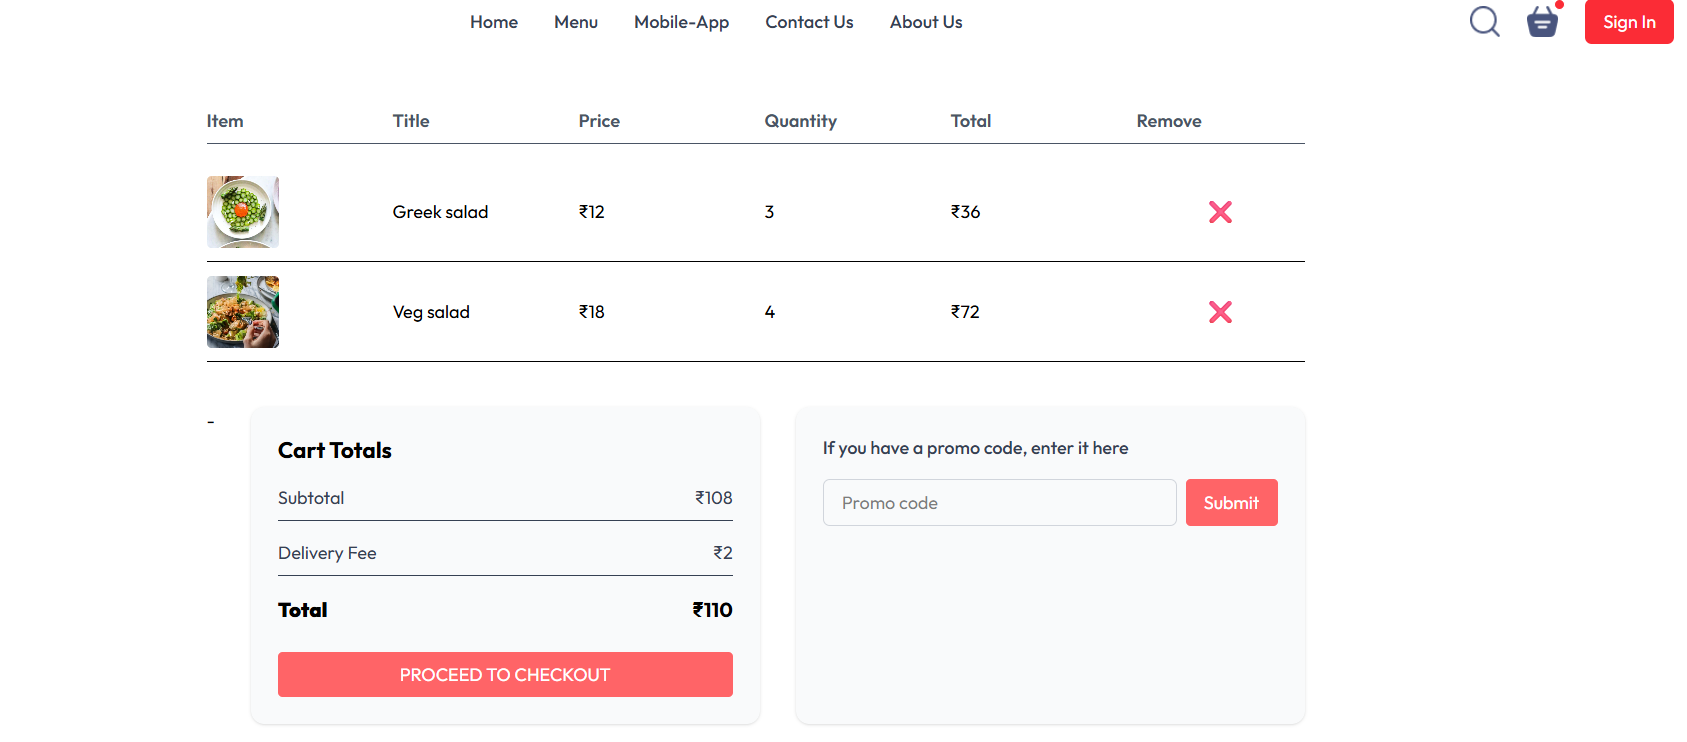 Home Menu Mobile-App Contact Us About Us Sign In
Item Title Price Quantity Total Remove
Greek salad ₹12 3 ₹36
Veg salad ₹18 4 ₹72
-
Cart Totals
Subtotal ₹108
Delivery Fee ₹2
Total ₹110
PROCEED TO CHECKOUT
If you have a promo code, enter it here
Promo code Submit